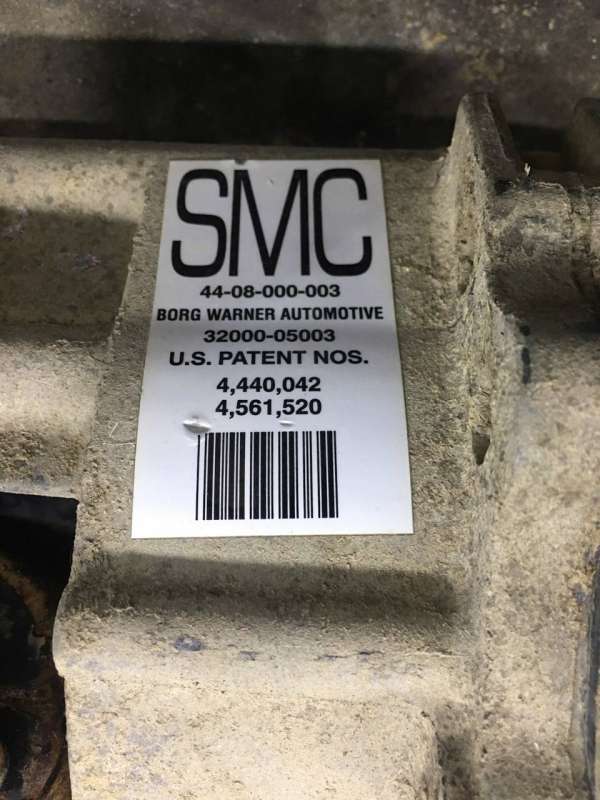 SMC
44-08-000-003
BORG WARNER AUTOMOTIVE
32000-05003
U.S. PATENT NOS.
4,440,042
4,561,520